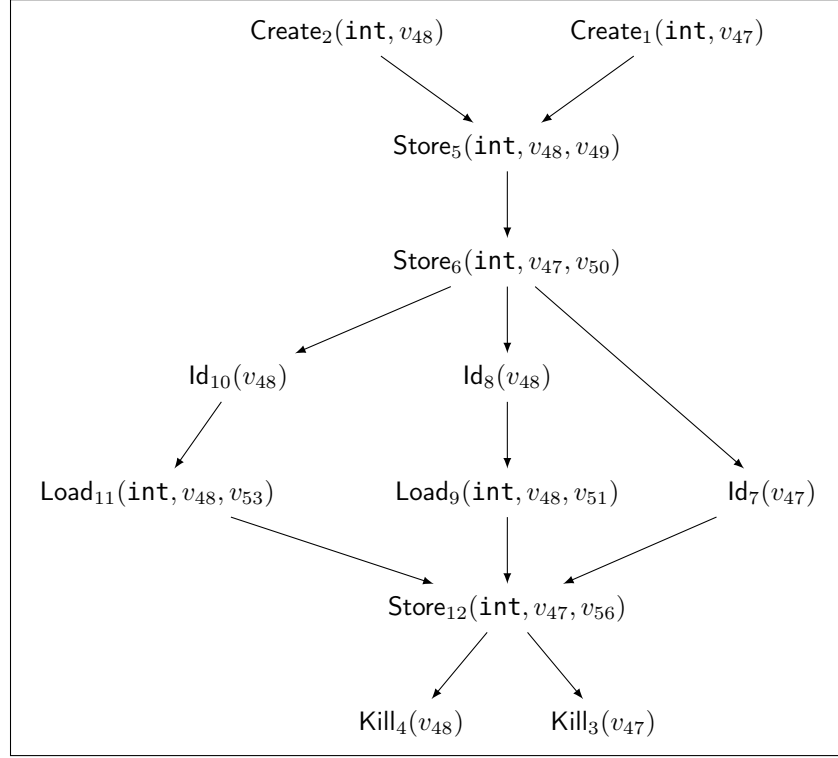 Create₂(int, v₄₈) Create₁(int, v₄₇)
Store₅(int, v₄₈, v₄₉)
Store₆(int, v₄₇, v₅₀)
Id₁₀(v₄₈) Id₈(v₄₈)
Load₁₁(int, v₄₈, v₅₃) Load₉(int, v₄₈, v₅₁) Id₇(v₄₇)
Store₁₂(int, v₄₇, v₅₆)
Kill₄(v₄₈) Kill₃(v₄₇)